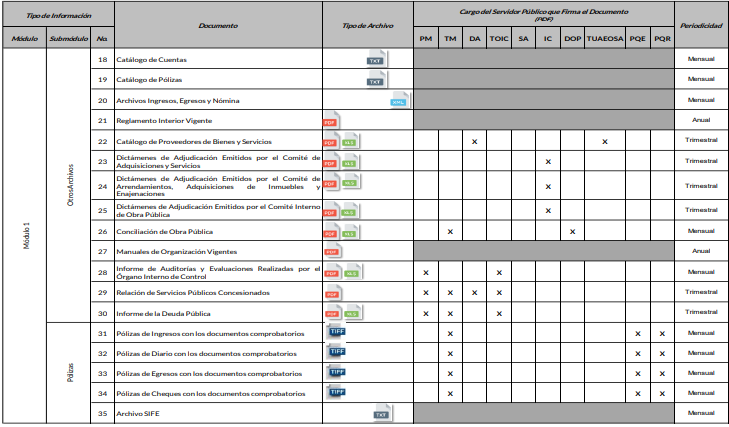 Tipo de Información Documento Tipo de Archivo Cargo del Servidor Público que Firma el Documento Periodicidad
(PDF)
Módulo Submódulo No. PM TM DA TOIC SA IC DOP TUAEOSA PQE PQR
Módulo 1
OtrosArchivos
18 Catálogo de Cuentas TXT Mensual
19 Catálogo de Pólizas TXT Mensual
20 Archivos Ingresos, Egresos y Nómina XML Mensual
21 Reglamento Interior Vigente PDF Anual
22 Catálogo de Proveedores de Bienes y Servicios PDF XLS X X Trimestral
23 Dictámenes de Adjudicación Emitidos por el Comité de
Adquisiciones y Servicios PDF XLS X Trimestral
24 Dictámenes de Adjudicación Emitidos por el Comité de
Arrendamientos, Adquisiciones de Inmuebles y
Enajenaciones PDF XLS X Trimestral
25 Dictámenes de Adjudicación Emitidos por el Comité Interno
de Obra Pública PDF XLS X Trimestral
26 Conciliación de Obra Pública PDF XLS X X Mensual
27 Manuales de Organización Vigentes PDF Anual
28 Informe de Auditorías y Evaluaciones Realizadas por el
Órgano Interno de Control PDF XLS X X Mensual
29 Relación de Servicios Públicos Concesionados PDF X X X X Trimestral
30 Informe de la Deuda Pública PDF XLS X X X Trimestral
Pólizas
31 Pólizas de Ingresos con los documentos comprobatorios TIFF X X X Mensual
32 Pólizas de Diario con los documentos comprobatorios TIFF X X X Mensual
33 Pólizas de Egresos con los documentos comprobatorios TIFF X X X Mensual
34 Pólizas de Cheques con los documentos comprobatorios TIFF X X X Mensual
35 Archivo SIFE TXT Mensual